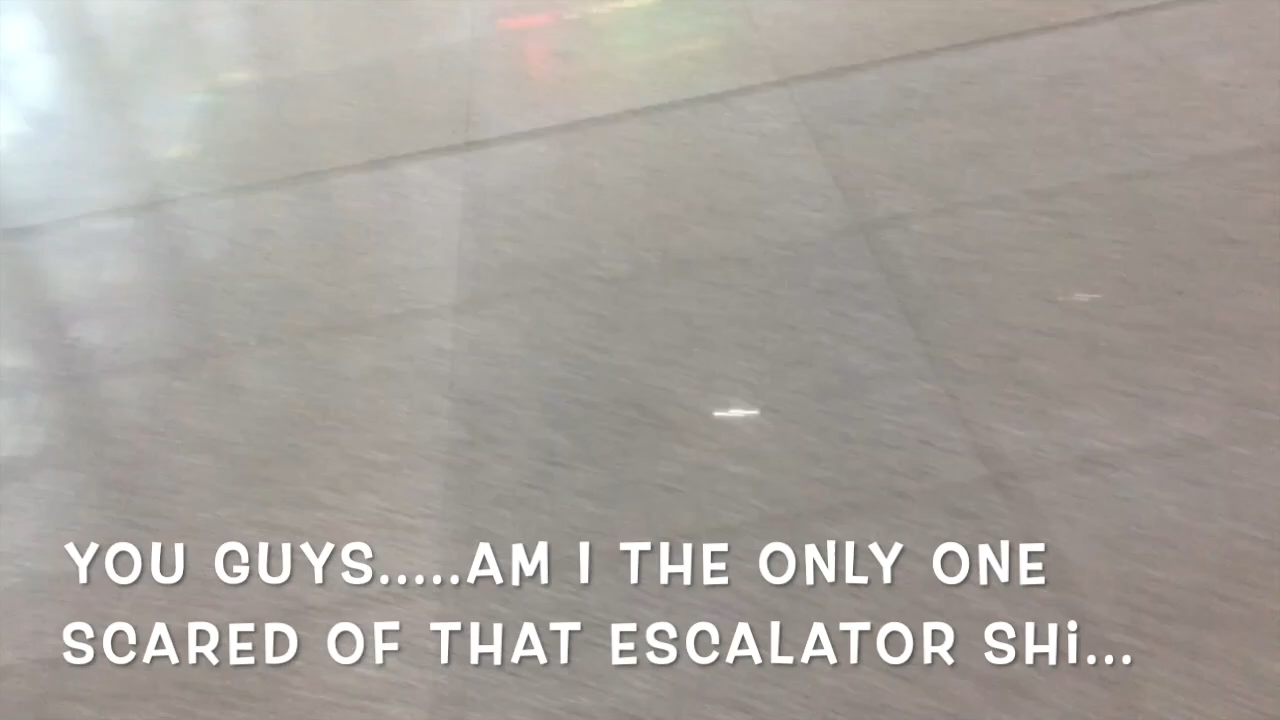 YOU GUYS.....AM I THE ONLY ONE
SCARED OF THAT ESCALATOR SHi...